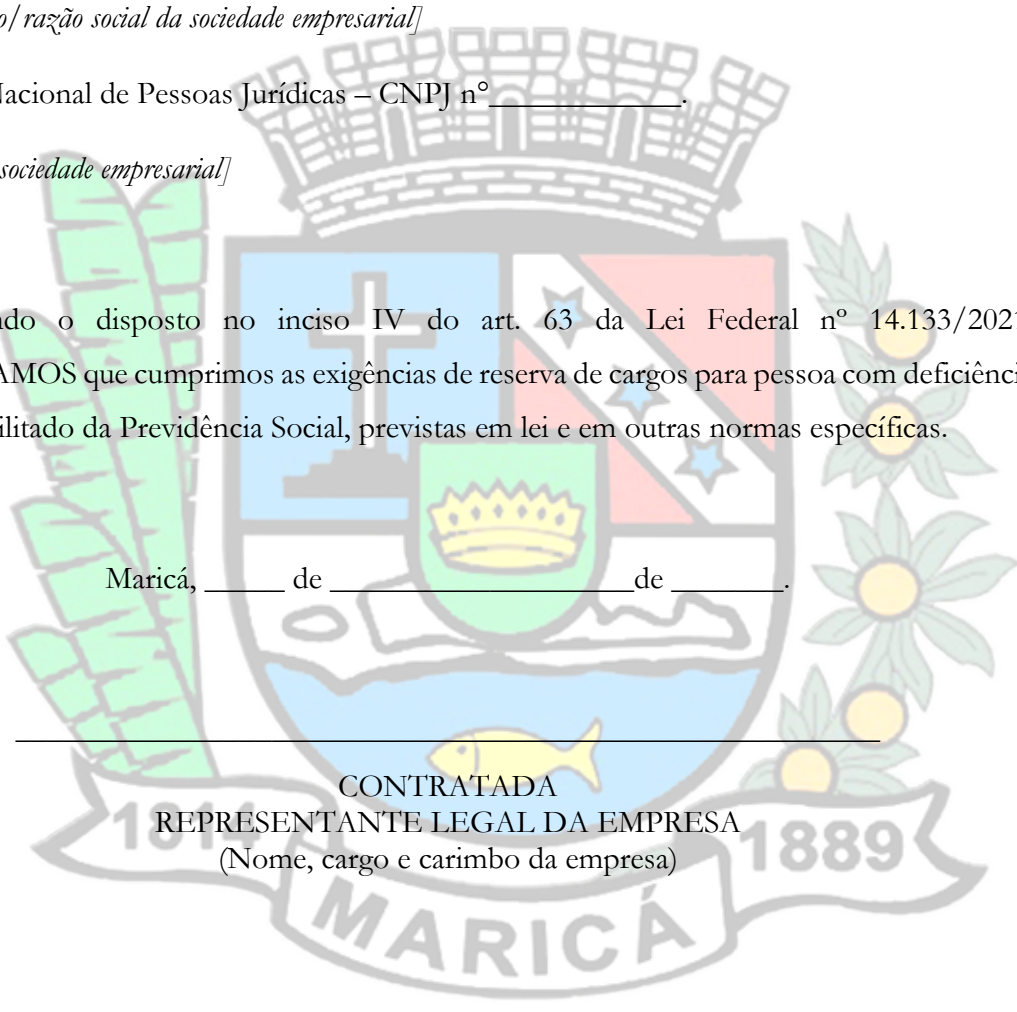 o/razão social da sociedade empresarial]
Nacional de Pessoas Jurídicas – CNPJ n°____________.
sociedade empresarial]
ndo o disposto no inciso IV do art. 63 da Lei Federal nº 14.133/2021
AMOS que cumprimos as exigências de reserva de cargos para pessoa com deficiênci
ilitado da Previdência Social, previstas em lei e em outras normas específicas.
Maricá, _____ de ___________________de _______.
CONTRATADA
REPRESENTANTE LEGAL DA EMPRESA
(Nome, cargo e carimbo da empresa)
1814
1889
MARICÁ